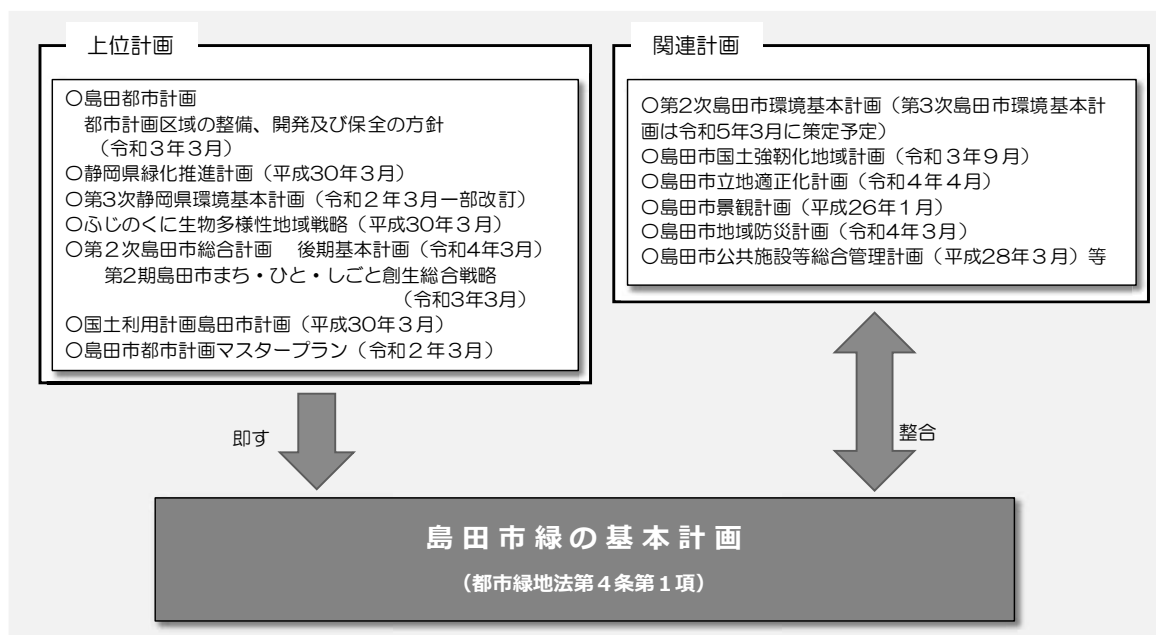 上位計画
〇島田都市計画
都市計画区域の整備、開発及び保全の方針
（令和３年３月）
〇静岡県緑化推進計画（平成30年３月）
〇第3次静岡県環境基本計画（令和２年３月一部改訂）
〇ふじのくに生物多様性地域戦略（平成30年３月）
〇第２次島田市総合計画　後期基本計画（令和4年3月）
第2期島田市まち・ひと・しごと創生総合戦略
（令和3年3月）
〇国土利用計画島田市計画（平成30年３月）
〇島田市都市計画マスタープラン（令和２年３月）
関連計画
〇第2次島田市環境基本計画（第3次島田市環境基本計
画は令和5年3月に策定予定）
〇島田市国土強靭化地域計画（令和３年９月）
〇島田市立地適正化計画（令和４年４月）
〇島田市景観計画（平成26年１月）
〇島田市地域防災計画（令和4年３月）
〇島田市公共施設等総合管理計画（平成28年３月）等
即す
整合
島田市緑の基本計画
（都市緑地法第４条第１項）